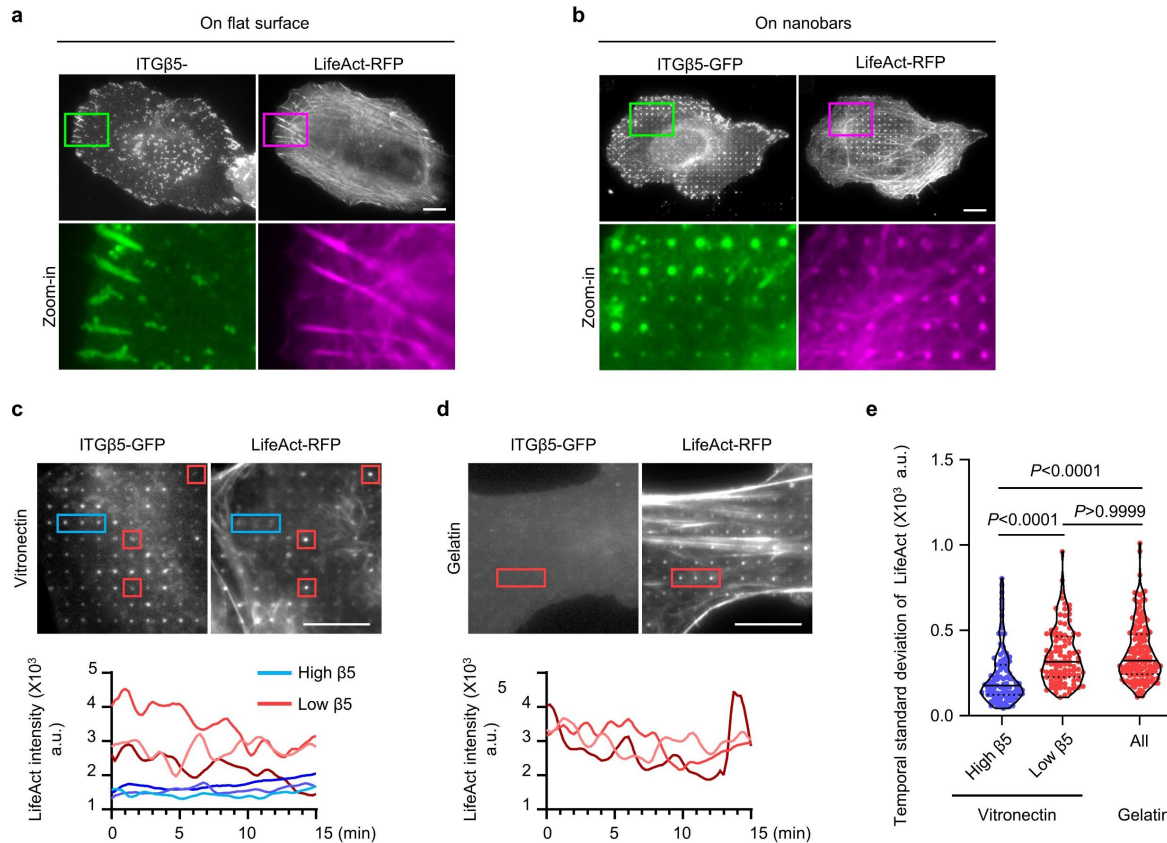 a
On flat surface
ITGβ5-
LifeAct-RFP
Zoom-in
b
On nanobars
ITGβ5-GFP
LifeAct-RFP
Zoom-in
c
ITGβ5-GFP
LifeAct-RFP
Vitronectin
LifeAct intensity (X10³
a.u.)
5
4
3
2
1
0
5
10
15 (min)
High β5
Low β5
d
ITGβ5-GFP
LifeAct-RFP
Gelatin
LifeAct intensity (X10³
a.u.)
5
4
3
2
1
0
5
10
15 (min)
e
Temporal standard deviation of LifeAct (X10³ a.u.)
1.5
1.0
0.5
0.0
P<0.0001
P<0.0001
P>0.9999
High β5
Low β5
All
Vitronectin
Gelatin